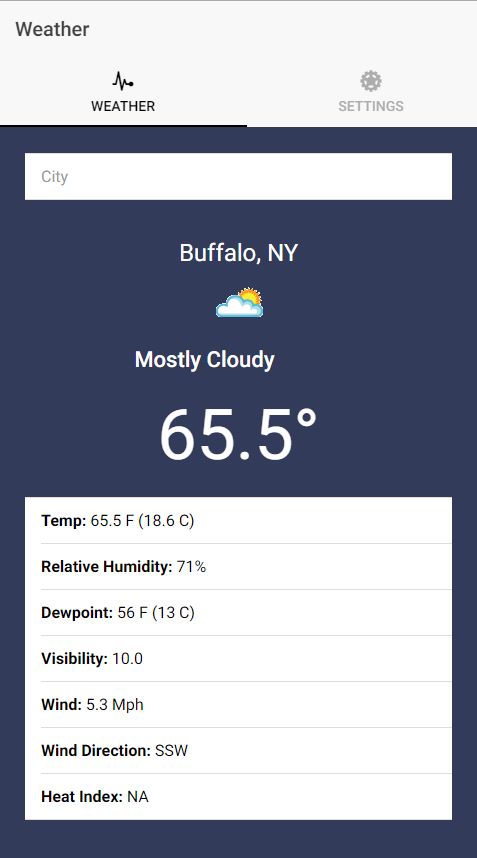 Weather
WEATHER
SETTINGS
City
Buffalo, NY
Mostly Cloudy
65.5°
Temp: 65.5 F (18.6 C)
Relative Humidity: 71%
Dewpoint: 56 F (13 C)
Visibility: 10.0
Wind: 5.3 Mph
Wind Direction: SSW
Heat Index: NA